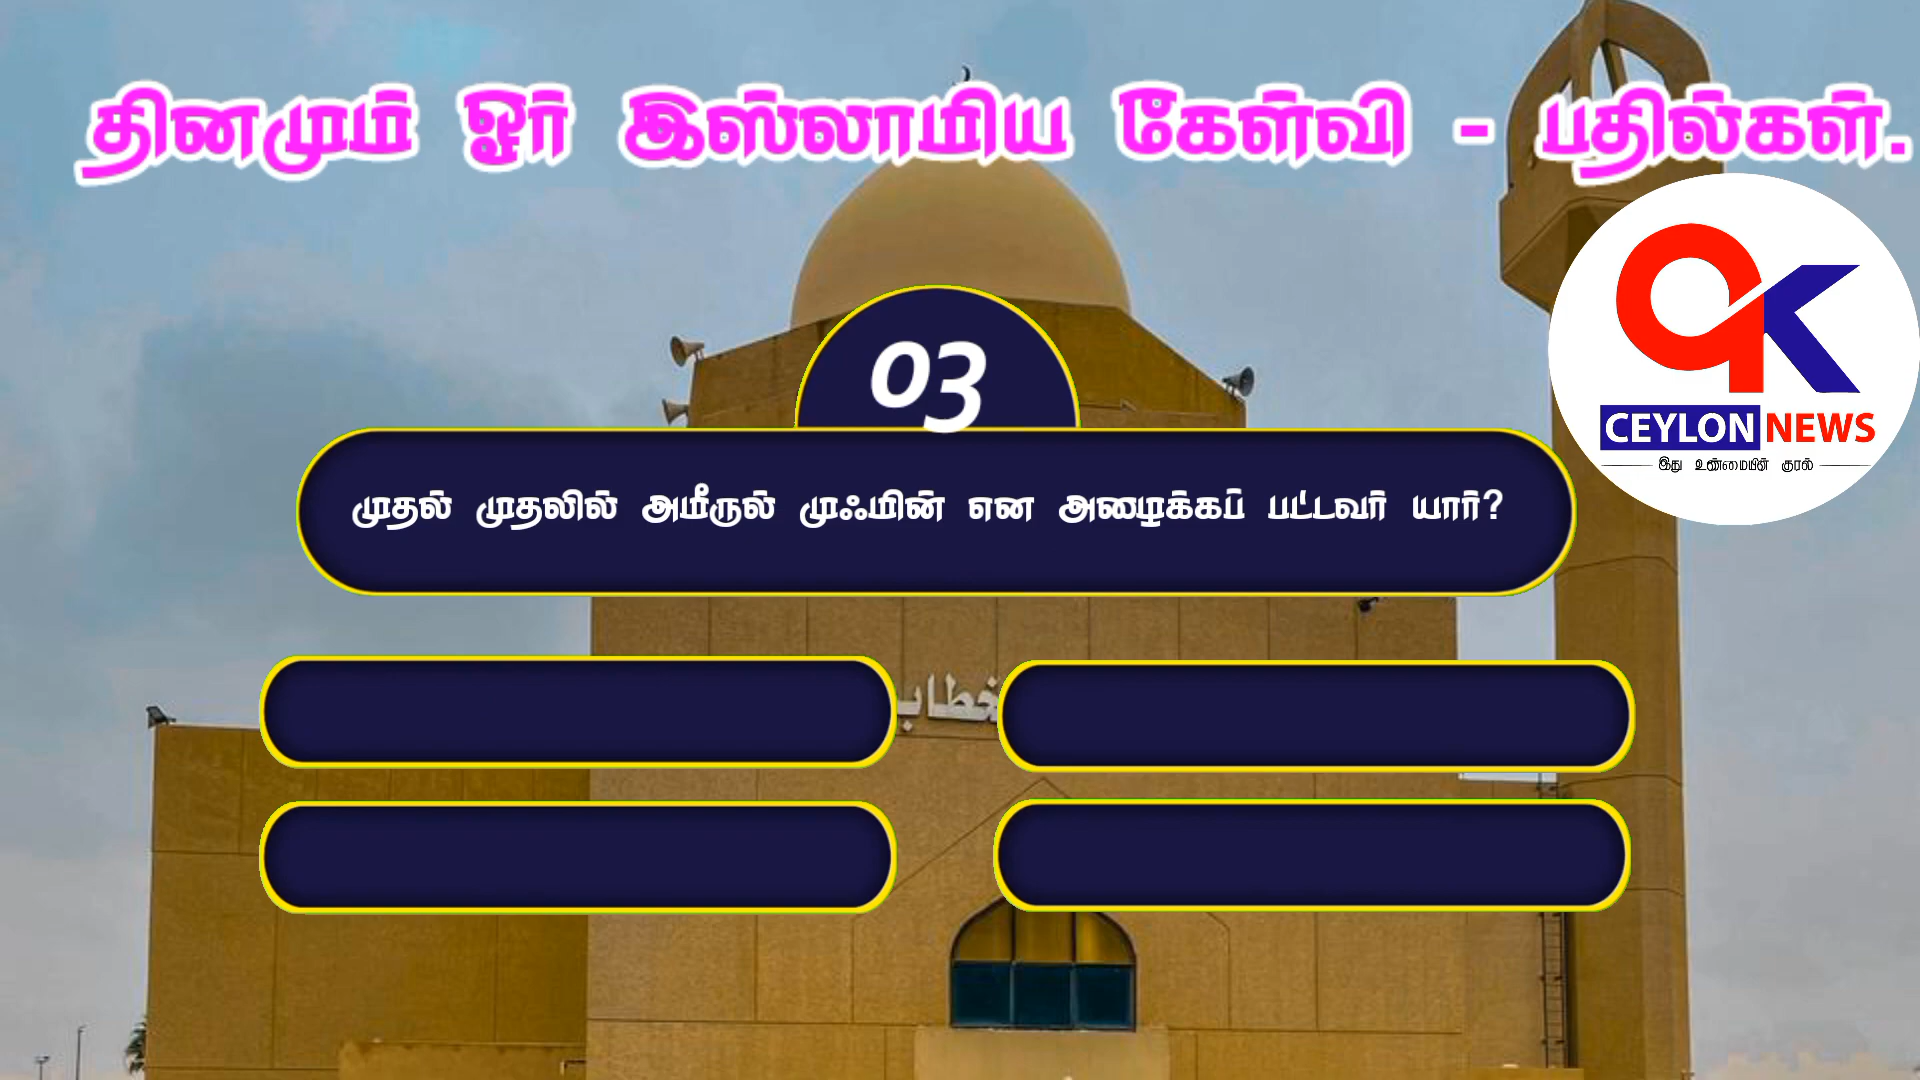 தினமும் ஓர் இஸ்லாமிய கேள்வி - பதில்கள்.
03
முதல் முதலில் அமீருல் முஃமின் என அழைக்கப் பட்டவர் யார்?
CEYLON NEWS
இது உண்மையின் குரல்